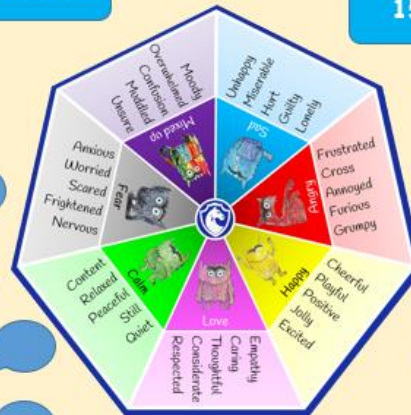 15
Moody
Overwhelmed
Confusion
Muddled
Unsure
Mixed up
Unhappy
Miserable
Hurt
Guilty
Lonely
Sad
Frustrated
Cross
Annoyed
Furious
Grumpy
Angry
Cheerful
Playful
Positive
Jolly
Excited
Happy
Empathy
Caring
Thoughtful
Considerate
Respected
Love
Content
Relaxed
Peaceful
Still
Quiet
Calm
Anxious
Worried
Scared
Frightened
Nervous
Fear